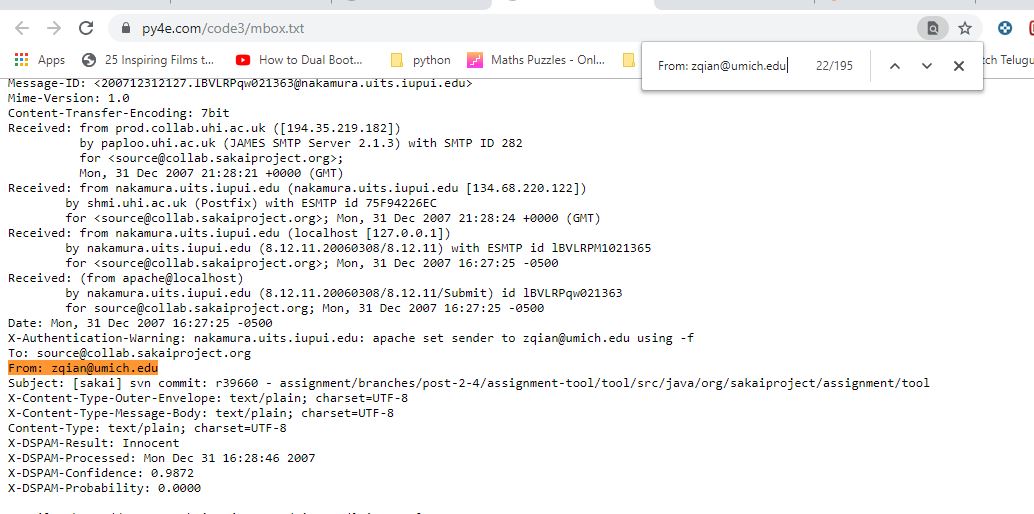 py4e.com/code3/mbox.txt
Apps 25 Inspiring Films t... How to Dual Boot... python Maths Puzzles - Onl... tch Telugu
From: zqian@umich.edu 22/195
Message-ID: <200712312127.lBVLRPqw021363@nakamura.uits.iupui.edu>
Mime-Version: 1.0
Content-Transfer-Encoding: 7bit
Received: from prod.collab.uhi.ac.uk ([194.35.219.182])
by paploo.uhi.ac.uk (JAMES SMTP Server 2.1.3) with SMTP ID 282
for <source@collab.sakaiproject.org>;
Mon, 31 Dec 2007 21:28:21 +0000 (GMT)
Received: from nakamura.uits.iupui.edu (nakamura.uits.iupui.edu [134.68.220.122])
by shmi.uhi.ac.uk (Postfix) with ESMTP id 75F94226EC
for <source@collab.sakaiproject.org>; Mon, 31 Dec 2007 21:28:24 +0000 (GMT)
Received: from nakamura.uits.iupui.edu (localhost [127.0.0.1])
by nakamura.uits.iupui.edu (8.12.11.20060308/8.12.11) with ESMTP id lBVLRPM1021365
for <source@collab.sakaiproject.org>; Mon, 31 Dec 2007 16:27:25 -0500
Received: (from apache@localhost)
by nakamura.uits.iupui.edu (8.12.11.20060308/8.12.11/Submit) id lBVLRPqw021363
for source@collab.sakaiproject.org; Mon, 31 Dec 2007 16:27:25 -0500
Date: Mon, 31 Dec 2007 16:27:25 -0500
X-Authentication-Warning: nakamura.uits.iupui.edu: apache set sender to zqian@umich.edu using -f
To: source@collab.sakaiproject.org
From: zqian@umich.edu
Subject: [sakai] svn commit: r39660 - assignment/branches/post-2-4/assignment-tool/tool/src/java/org/sakaiproject/assignment/tool
X-Content-Type-Outer-Envelope: text/plain; charset=UTF-8
X-Content-Type-Message-Body: text/plain; charset=UTF-8
Content-Type: text/plain; charset=UTF-8
X-DSPAM-Result: Innocent
X-DSPAM-Processed: Mon Dec 31 16:28:46 2007
X-DSPAM-Confidence: 0.9872
X-DSPAM-Probability: 0.0000